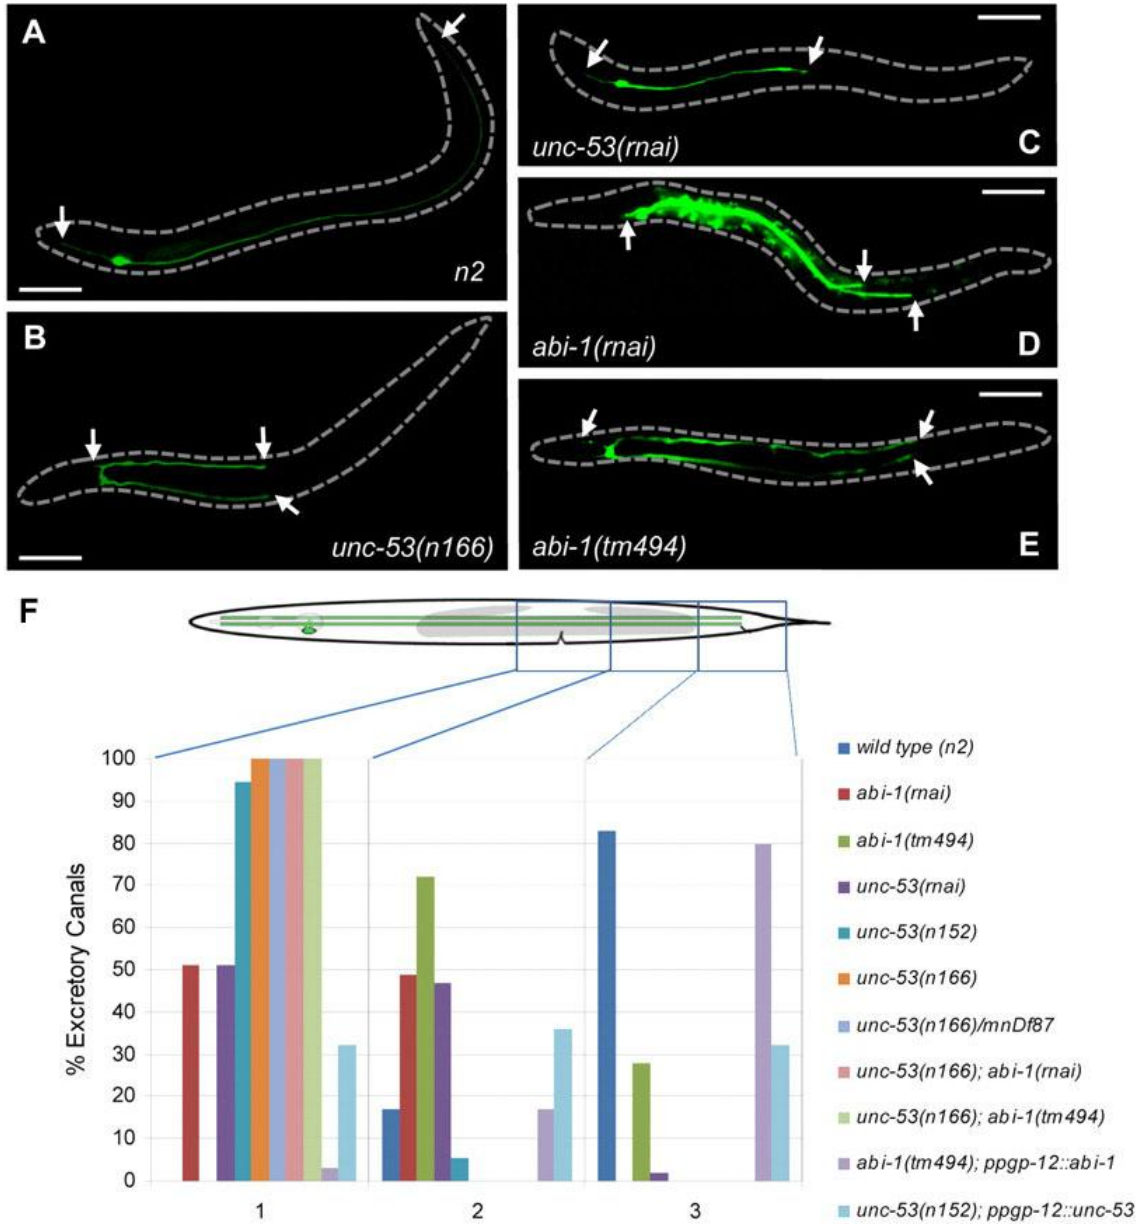 A
n2
B
unc-53(n166)
unc-53(rnai)
C
abi-1(rnai)
D
abi-1(tm494)
E
F
% Excretory Canals
100
90
80
70
60
50
40
30
20
10
0
1
2
3
wild type (n2)
abi-1(rnai)
abi-1(tm494)
unc-53(rnai)
unc-53(n152)
unc-53(n166)
unc-53(n166)/mnDf87
unc-53(n166); abi-1(rnai)
unc-53(n166); abi-1(tm494)
abi-1(tm494); ppgp-12::abi-1
unc-53(n152); ppgp-12::unc-53